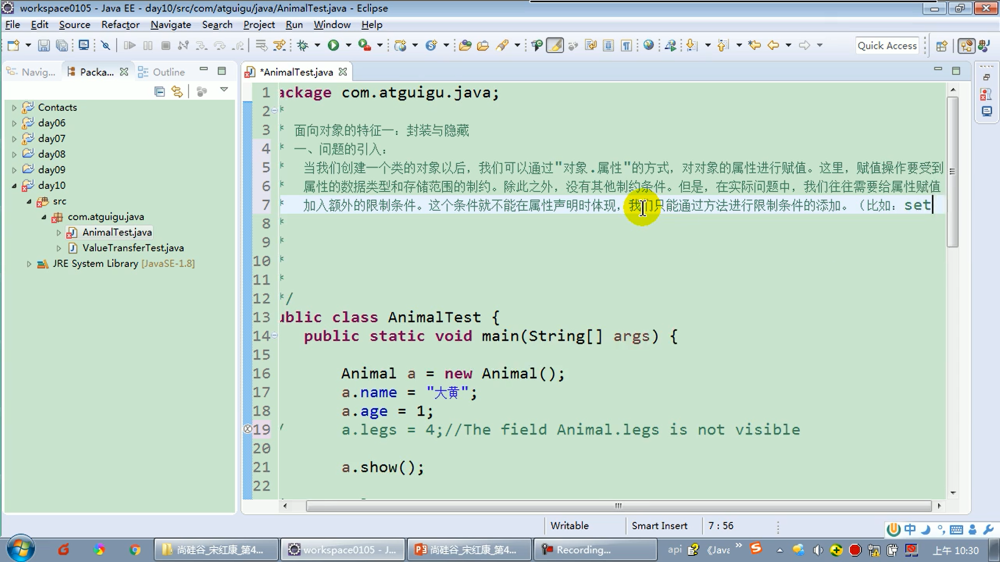 workspace0105 - Java EE - day10/src/com/atguigu/java/AnimalTest.java - Eclipse
File Edit Source Refactor Navigate Search Project Run Window Help
Quick Access
Navig... Packa... Outline
*AnimalTest.java
Contacts
day06
day07
day08
day09
day10
src
com.atguigu.java
AnimalTest.java
ValueTransferTest.java
JRE System Library [JavaSE-1.8]
1 ackage com.atguigu.java;
2 *
3 * 面向对象的特征一：封装与隐藏
4 * 一、问题的引入：
5 * 当我们创建一个类的对象以后，我们可以通过"对象.属性"的方式，对对象的属性进行赋值。这里，赋值操作要受到
6 * 属性的数据类型和存储范围的制约。除此之外，没有其他制约条件。但是，在实际问题中，我们往往需要给属性赋值
7 * 加入额外的限制条件。这个条件就不能在属性声明时体现，我们只能通过方法进行限制条件的添加。（比如：set
8 *
9 *
10 *
11 *
12 */
13 ublic class AnimalTest {
14 public static void main(String[] args) {
15
16 Animal a = new Animal();
17 a.name = "大黄";
18 a.age = 1;
19 / a.legs = 4;//The field Animal.legs is not visible
20
21 a.show();
22
Writable Smart Insert 7 : 56
中
尚硅谷_宋红康_第4... workspace0105 - J... 尚硅谷_宋红康_第4... Recording... api 《Java » 上午 10:30